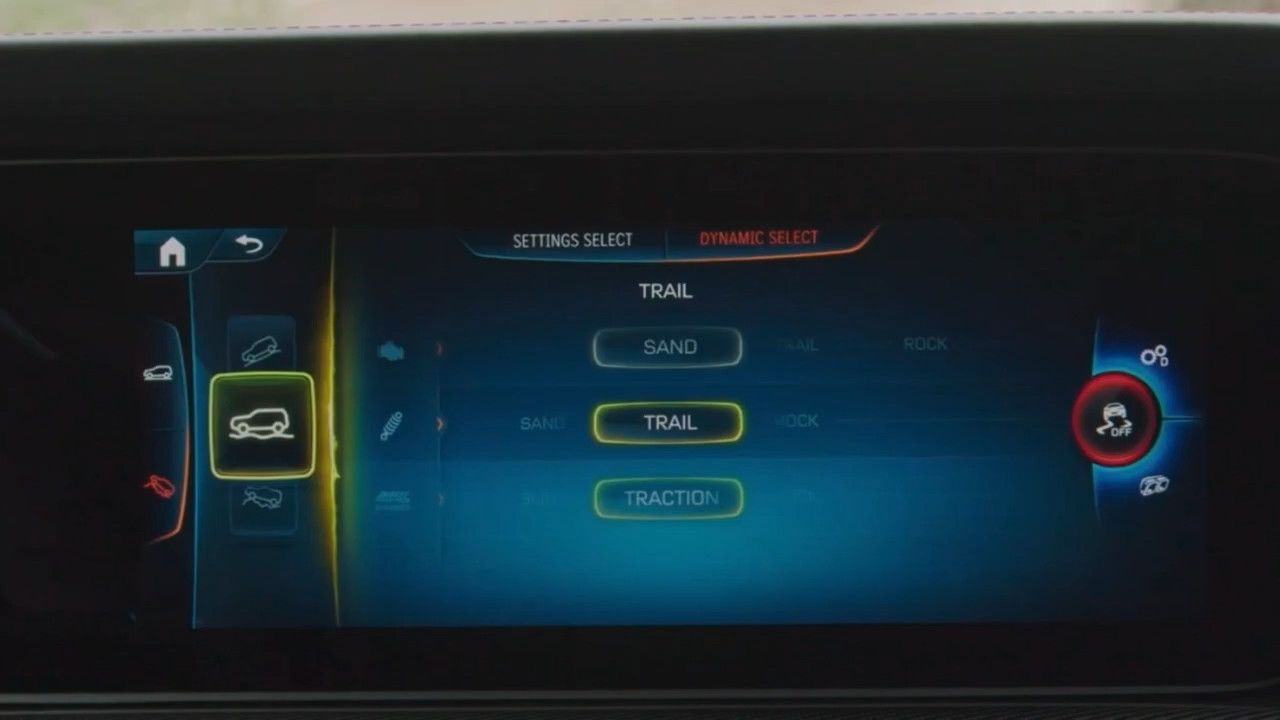 SETTINGS SELECT DYNAMIC SELECT
TRAIL
SAND TRAIL ROCK
SAND TRAIL ROCK
TRACTION
OFF